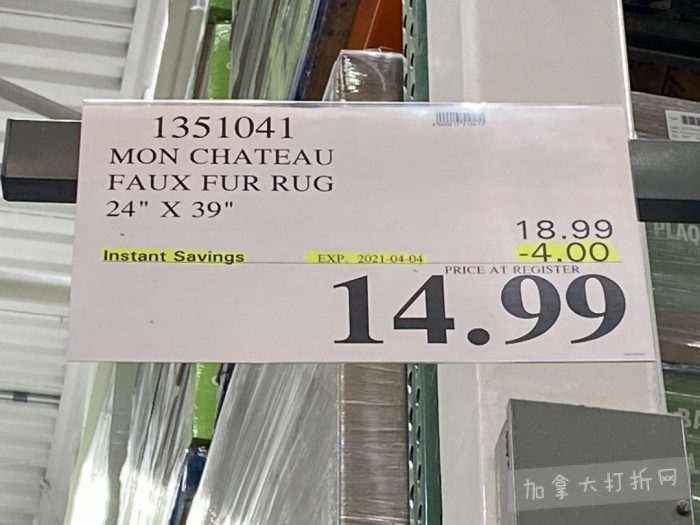 1351041
MON CHATEAU
FAUX FUR RUG
24" X 39"
18.99
Instant Savings EXP. 2021-04-04 -4.00
PRICE AT REGISTER
14.99
加拿大打折网